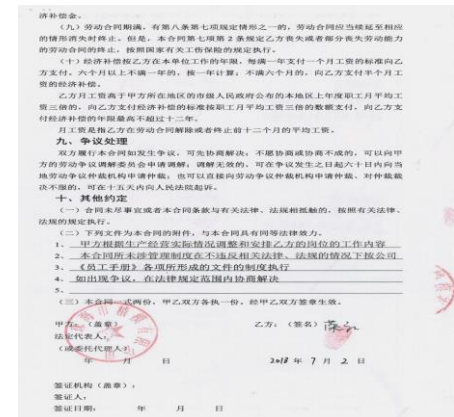 济补偿金。
（九）劳动合同期满，有第八条第七项规定情形之一的，劳动合同应当续延至相应
的情形消失时终止。但是，本合同第七项第2条规定乙方丧失或者部分丧失劳动能力
的劳动合同的终止，按照国家有关工伤保险的规定执行。
（十）经济补偿按乙方在本单位工作的年限，每满一年支付一个月工资的标准向乙
方支付。六个月以上不满一年的，按一年计算；不满六个月的，向乙方支付半个月工
资的经济补偿。
乙方月工资高于甲方所在地区的市级人民政府公布的本地区上年度职工月平均工
资三倍的，向乙方支付经济补偿的标准按职工月平均工资三倍的数额支付，向乙方支
付经济补偿的年限最高不超过十二年。
月工资是指乙方在劳动合同解除或者终止前十二个月的平均工资。
九、争议处理
双方履行本合同如发生争议，可先协商解决；不愿协商或协商不成的，可以向甲
方的劳动争议调解委员会申请调解；调解无效的，可在争议发生之日起六十日内向当
地劳动争议仲裁机构申请仲裁；也可以直接向劳动争议仲裁机构申请仲裁。对仲裁裁
决不服的，可在十五天内向人民法院起诉。
十、其他约定
（一）合同未尽事宜或者本合同条款与有关法律、法规相抵触的，按照有关法律、
法规的规定执行。
（二）下列文件为本合同的附件，与本合同具有同等法律效力。
1、甲方根据生产经营实际情况调整和安排乙方的岗位的工作内容
2、本合同所未涉管理制度在不违反相关法律、法规的情况下按公司
3、《员工手册》各项所形成的文件的制度执行
4、如出现争议，在法律规定范围内协商解决
5、
（三）本合同一式两份，甲乙双方各执一份，经甲乙双方签章生效。
甲方：（盖章） 乙方：（签名）
法定代表人：
（或委托代理人）
年 月 日 2018 年 7 月 2 日
鉴证机构（盖章）：
鉴证人：
鉴证日期： 年 月 日